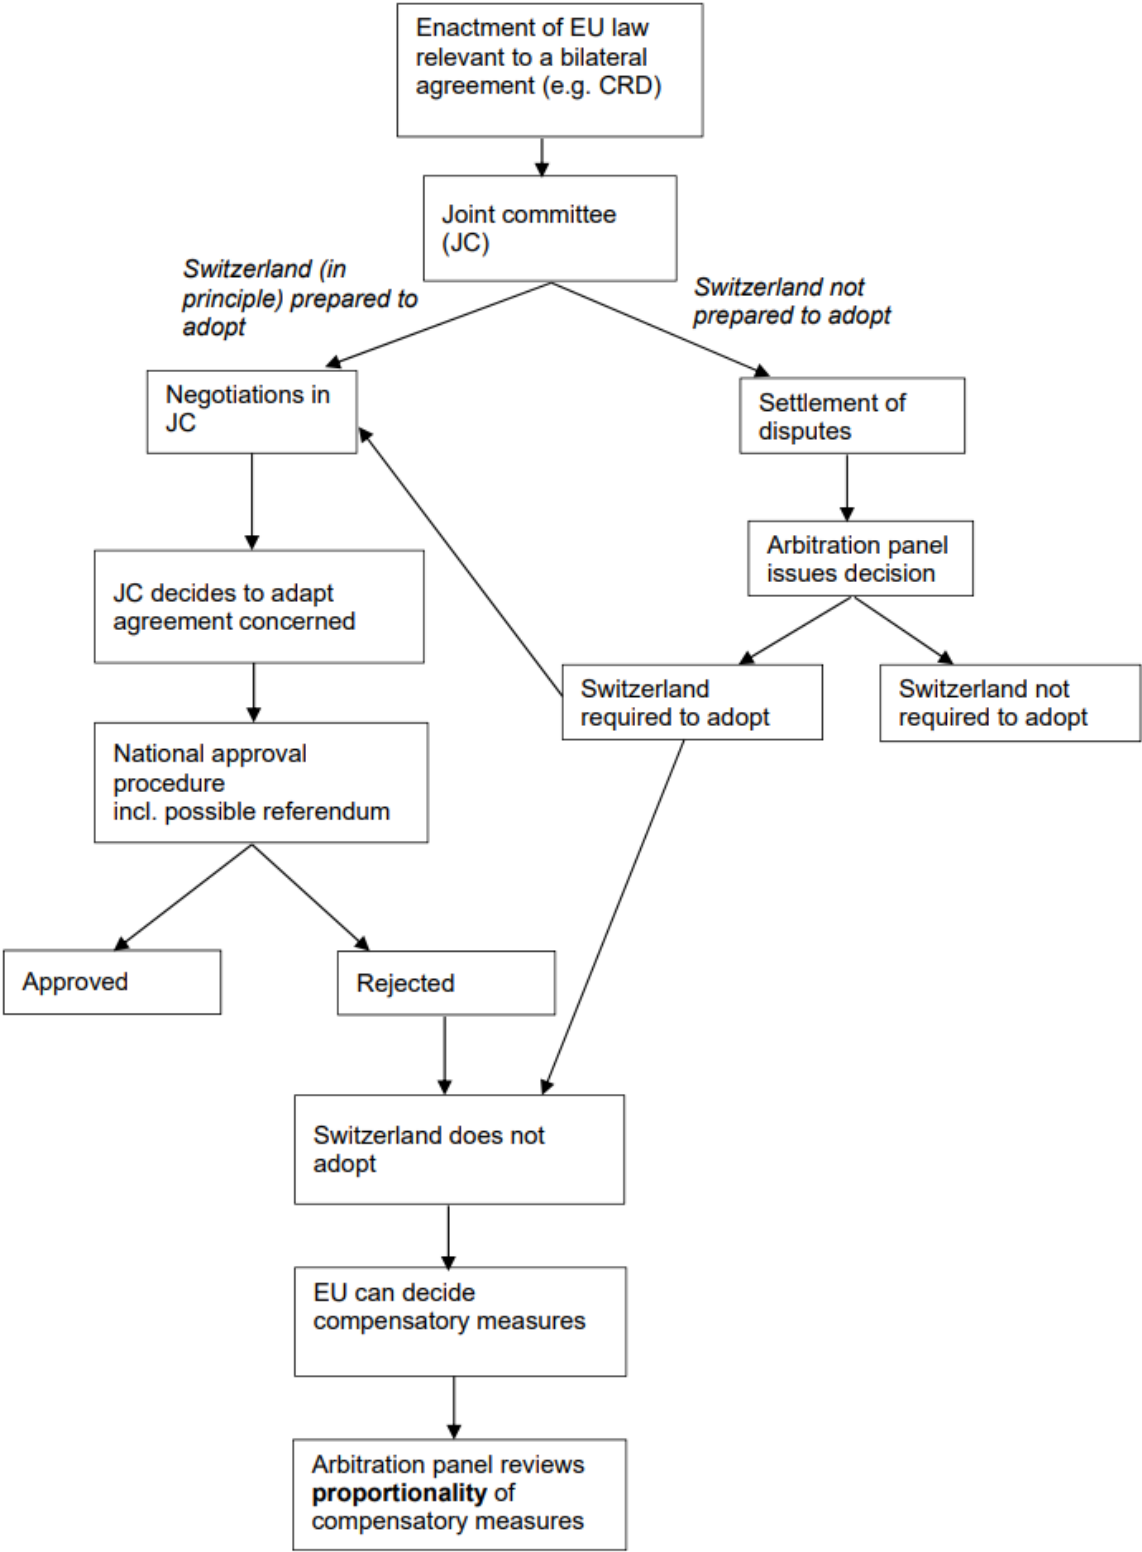 Enactment of EU law
relevant to a bilateral
agreement (e.g. CRD)
Joint committee
(JC)
Switzerland (in
principle) prepared to
adopt
Switzerland not
prepared to adopt
Negotiations in
JC
Settlement of
disputes
Arbitration panel
issues decision
JC decides to adapt
agreement concerned
Switzerland
required to adopt
Switzerland not
required to adopt
National approval
procedure
incl. possible referendum
Approved
Rejected
Switzerland does not
adopt
EU can decide
compensatory measures
Arbitration panel reviews
proportionality of
compensatory measures